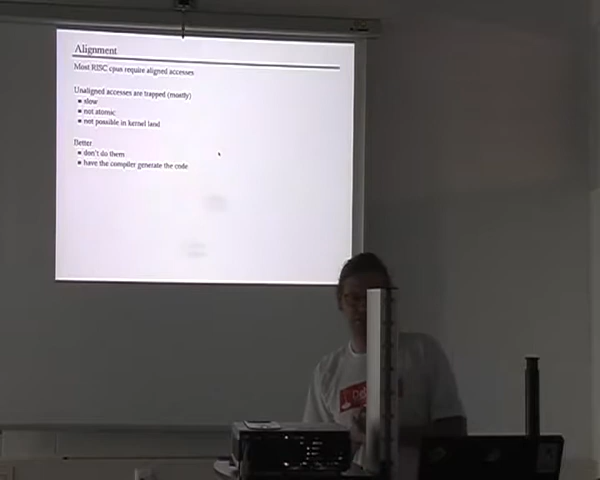 Alignment
Most RISC cpus require aligned accesses
Unaligned accesses are trapped (mostly)
▪ slow
▪ not atomic
▪ not possible in kernel land
Better
▪ don't do them
▪ have the compiler generate the code